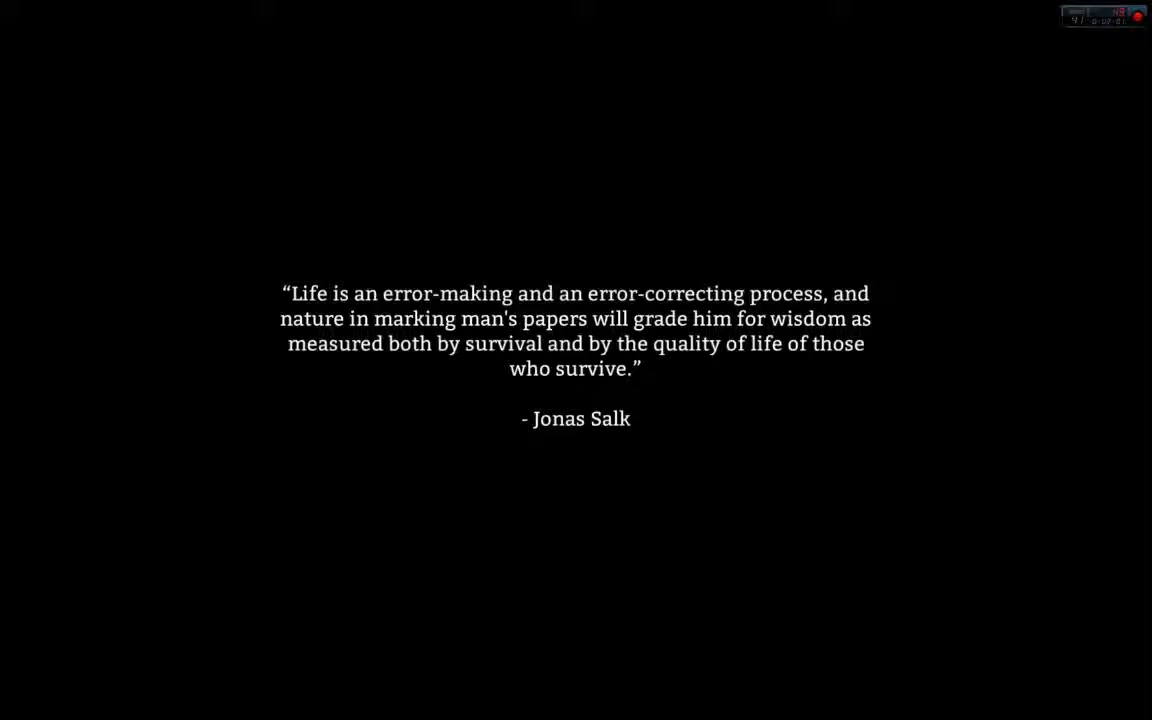 “Life is an error-making and an error-correcting process, and
nature in marking man's papers will grade him for wisdom as
measured both by survival and by the quality of life of those
who survive.”
- Jonas Salk